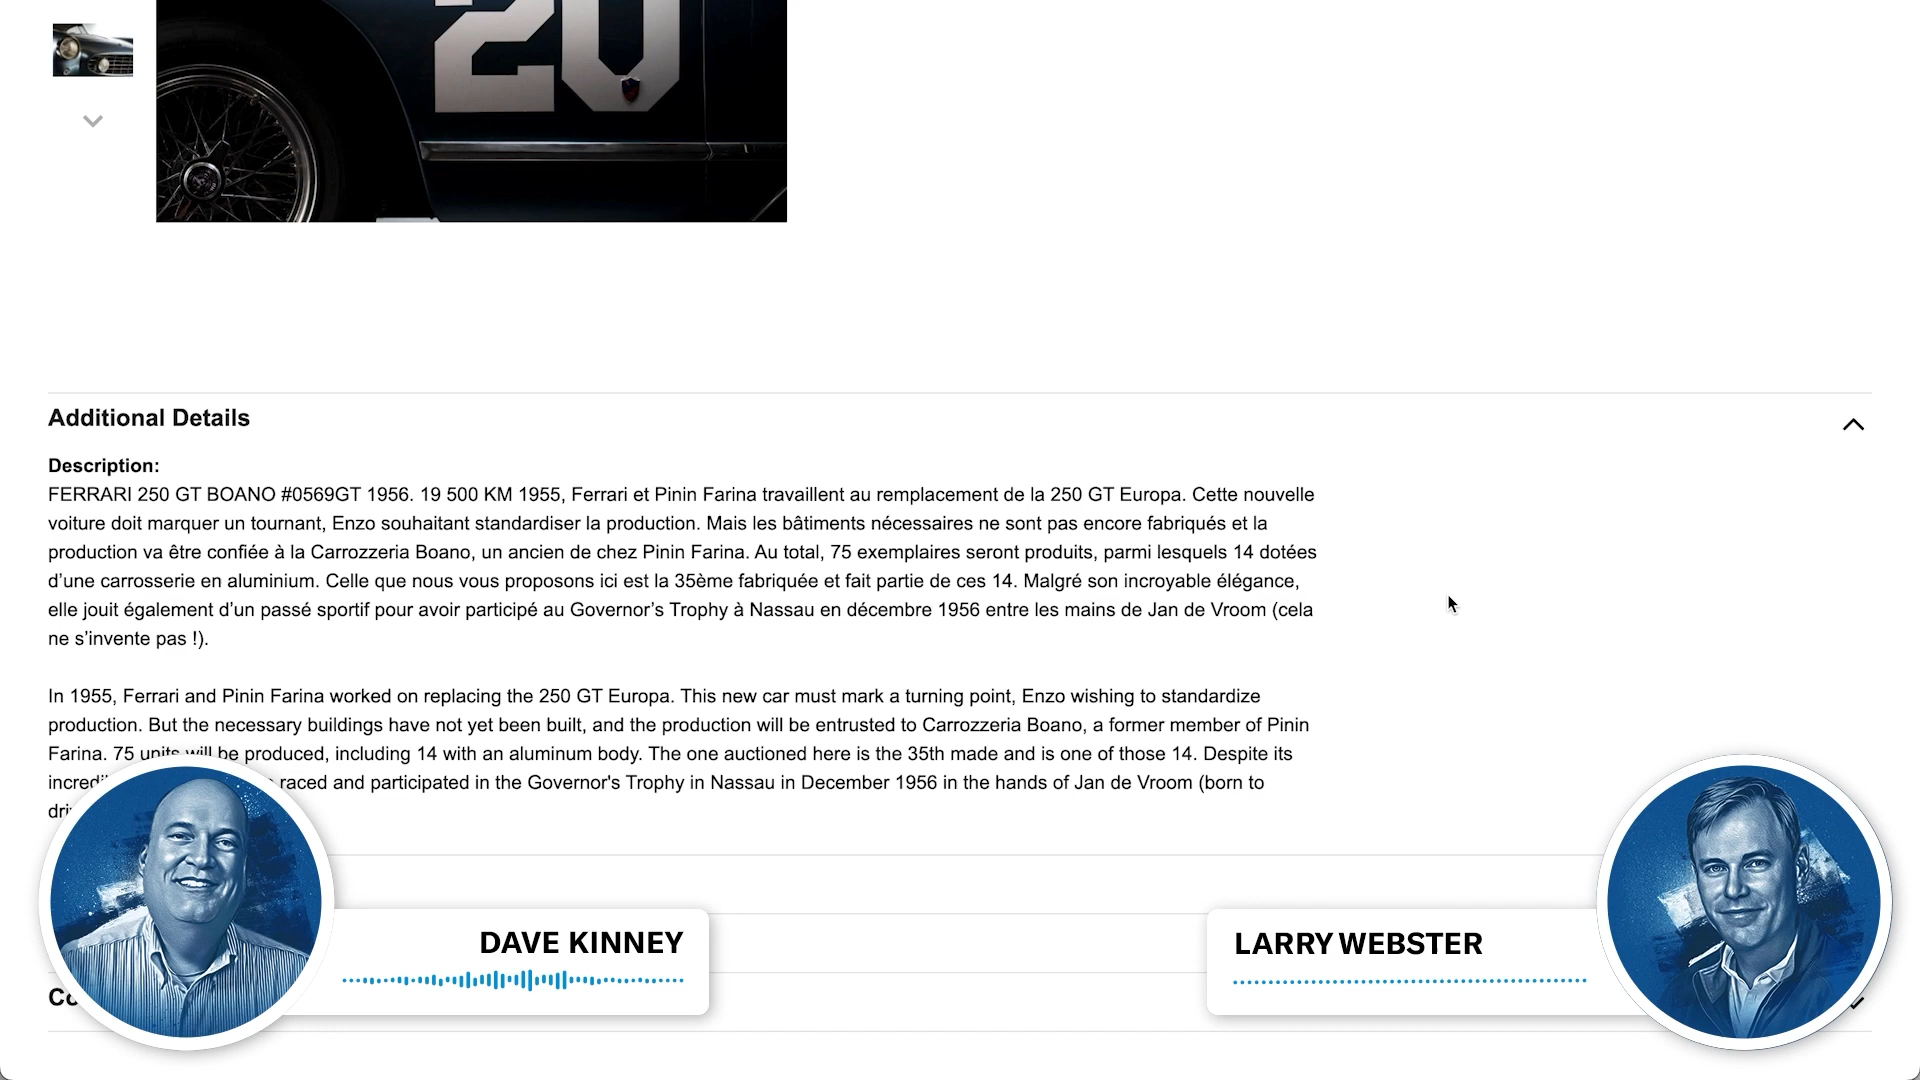 20
Additional Details
Description:
FERRARI 250 GT BOANO #0569GT 1956. 19 500 KM 1955, Ferrari et Pinin Farina travaillent au remplacement de la 250 GT Europa. Cette nouvelle
voiture doit marquer un tournant, Enzo souhaitant standardiser la production. Mais les bâtiments nécessaires ne sont pas encore fabriqués et la
production va être confiée à la Carrozzeria Boano, un ancien de chez Pinin Farina. Au total, 75 exemplaires seront produits, parmi lesquels 14 dotées
d’une carrosserie en aluminium. Celle que nous vous proposons ici est la 35ème fabriquée et fait partie de ces 14. Malgré son incroyable élégance,
elle jouit également d’un passé sportif pour avoir participé au Governor’s Trophy à Nassau en décembre 1956 entre les mains de Jan de Vroom (cela
ne s’invente pas !).
In 1955, Ferrari and Pinin Farina worked on replacing the 250 GT Europa. This new car must mark a turning point, Enzo wishing to standardize
production. But the necessary buildings have not yet been built, and the production will be entrusted to Carrozzeria Boano, a former member of Pinin
Farina. 75 units will be produced, including 14 with an aluminum body. The one auctioned here is the 35th made and is one of those 14. Despite its
raced and participated in the Governor's Trophy in Nassau in December 1956 in the hands of Jan de Vroom (born to
DAVE KINNEY
LARRY WEBSTER